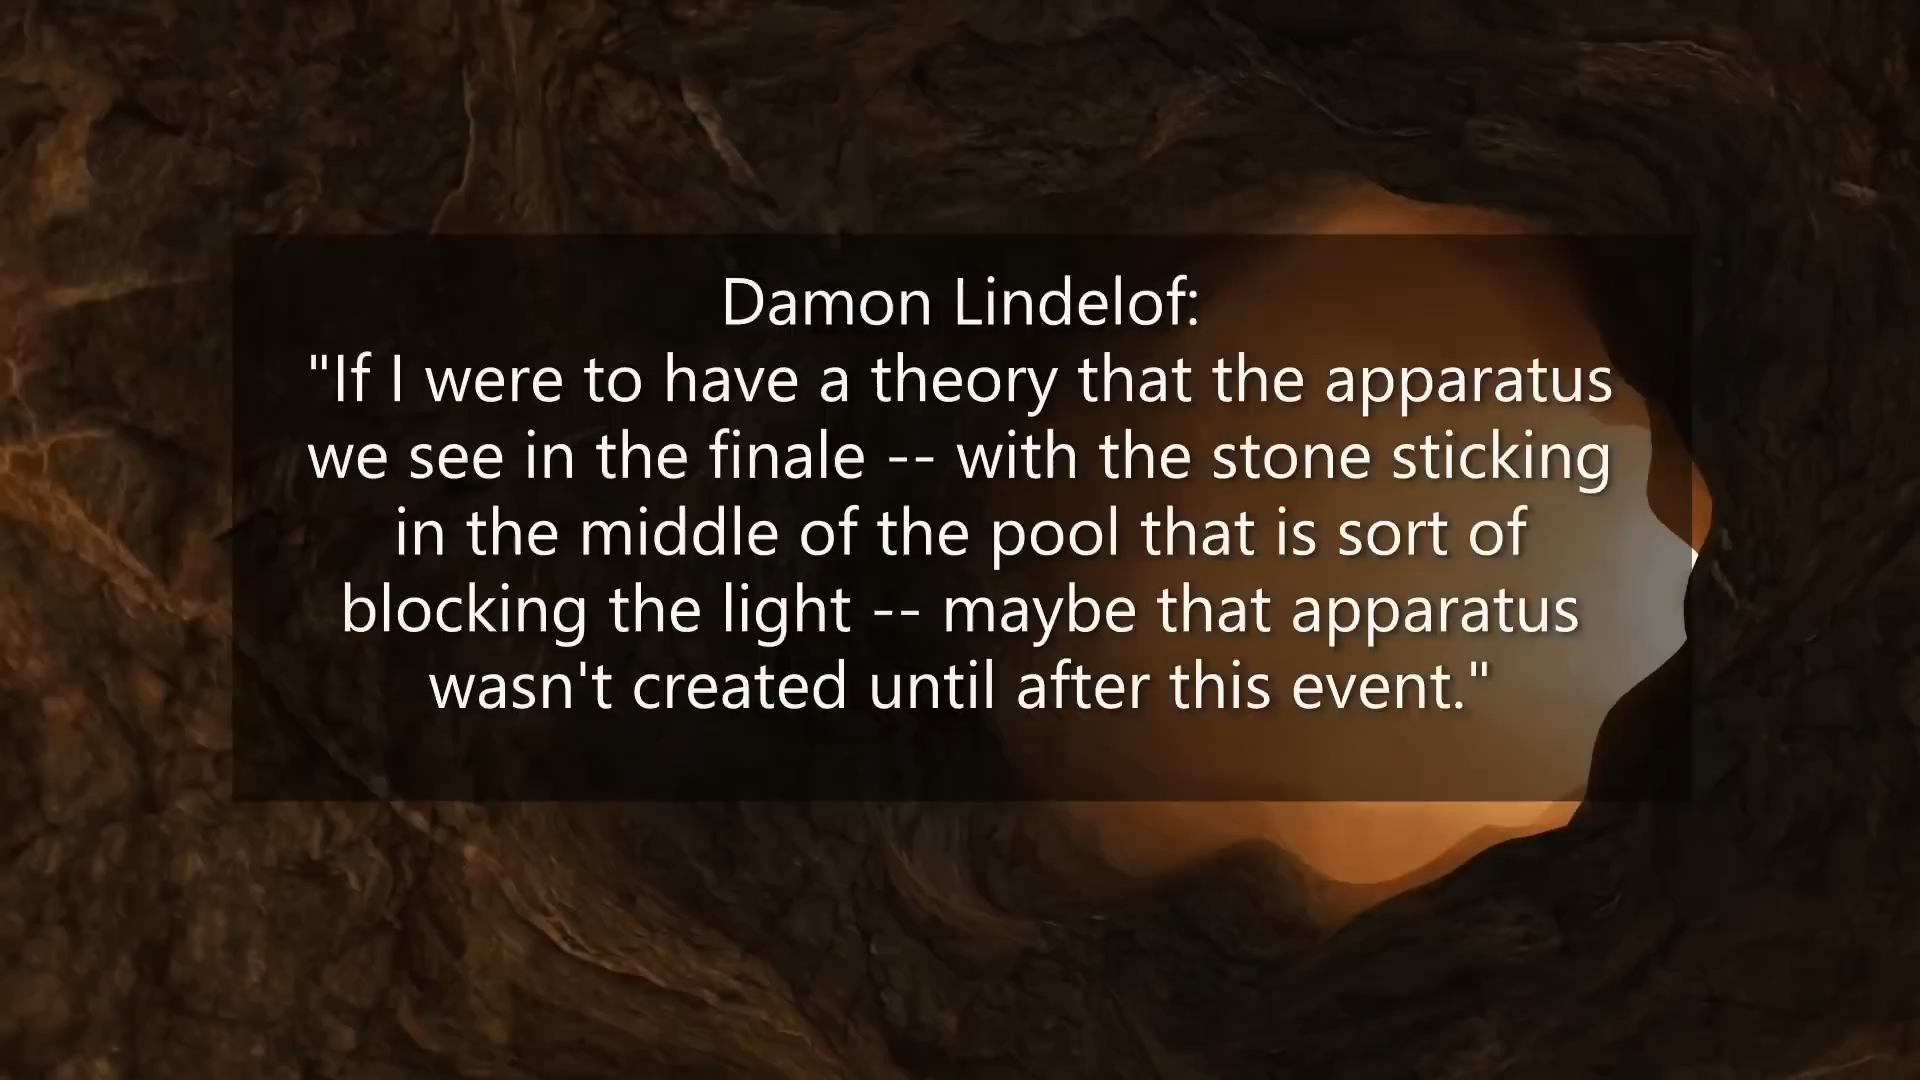 Damon Lindelof:
"If I were to have a theory that the apparatus
we see in the finale -- with the stone sticking
in the middle of the pool that is sort of
blocking the light -- maybe that apparatus
wasn't created until after this event."